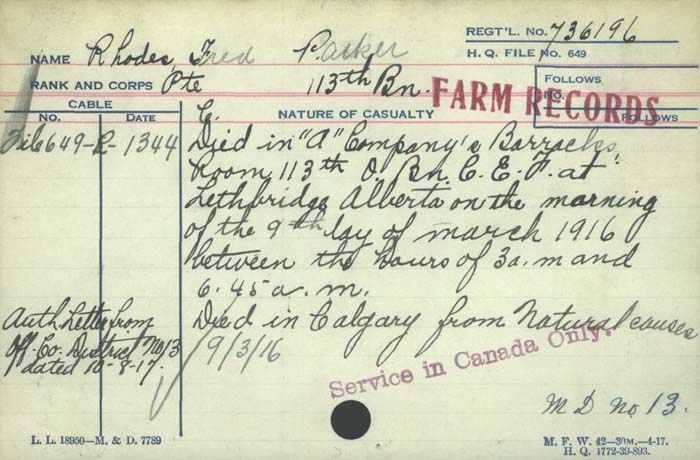 REGT'L. No. 736196
H. Q. FILE No. 649
NAME Rhodes, Fred Parker
RANK AND CORPS Pte 113th Bn.
FOLLOWS
NO.
FOLLOWS
FARM RECORDS
CABLE
NO. DATE
NATURE OF CASUALTY
649-R-1344
C.
Died in "A" Company's Barracks,
Room 113th O. Bn. C. E. F. at
Lethbridge Alberta on the morning
of the 9th day of march 1916
between the hours of 3 a. m and
6. 45 a. m.
Auth. Letter from
Off. Co. District No 13
dated 10-8-17.
Died in Calgary from Natural causes
9/3/16
Service in Canada Only.
M D No 13.
L. L. 18950—M. & D. 7789
M. F. W. 42—30M.—4-17.
H. Q. 1772-39-893.